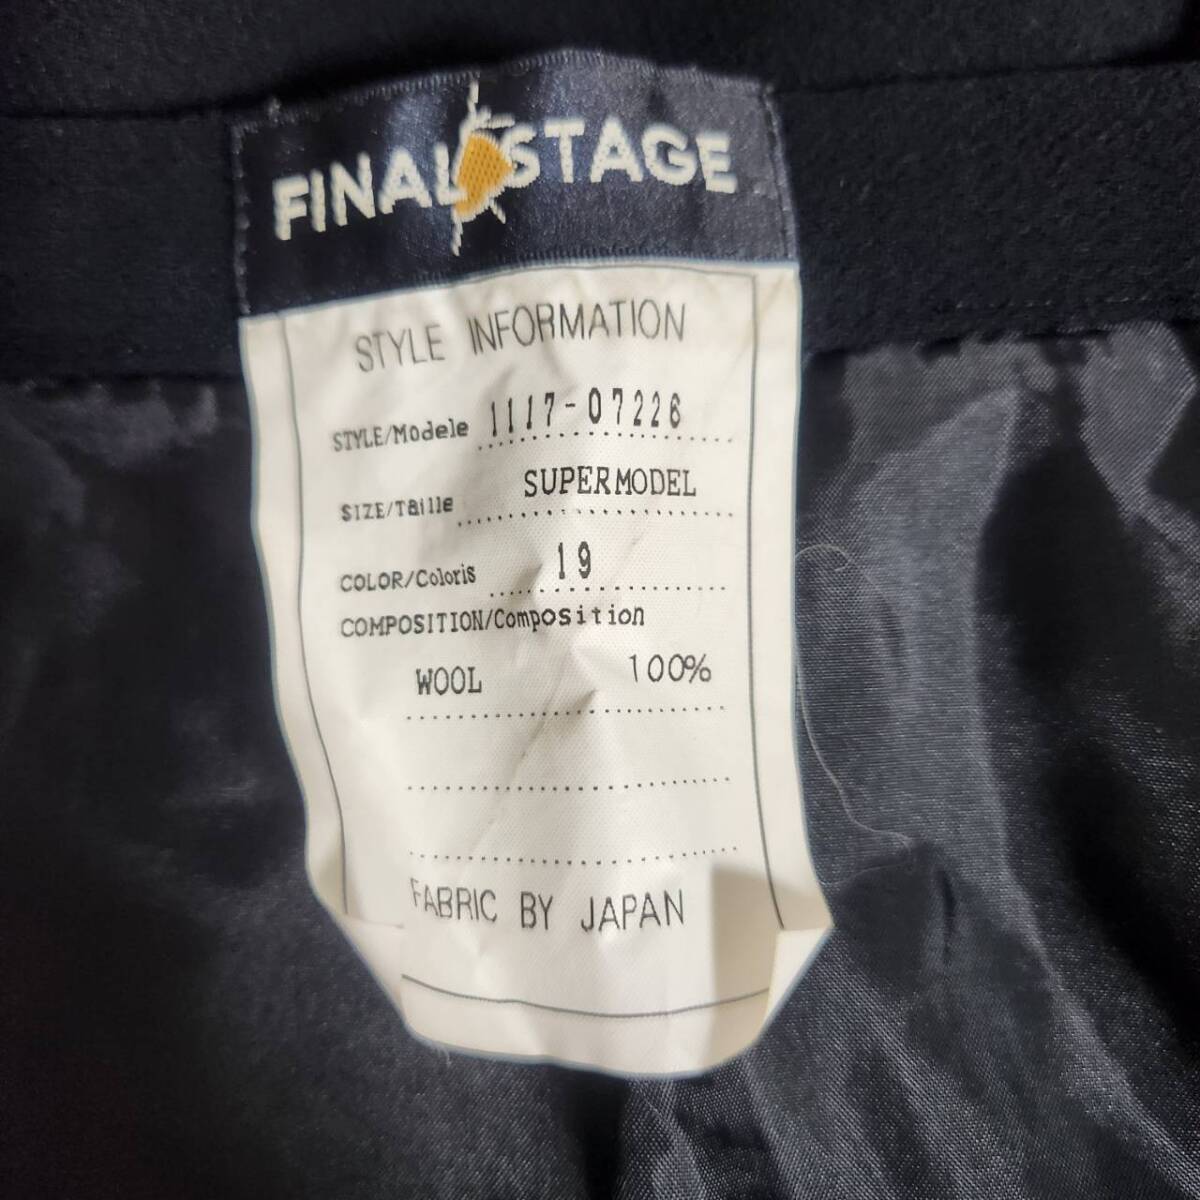 FINAL STAGE
STYLE INFORMATION
STYLE/Modele 1117-07226
SIZE/Taille SUPERMODEL
COLOR/Coloris 19
COMPOSITION/Composition
WOOL 100%
FABRIC BY JAPAN